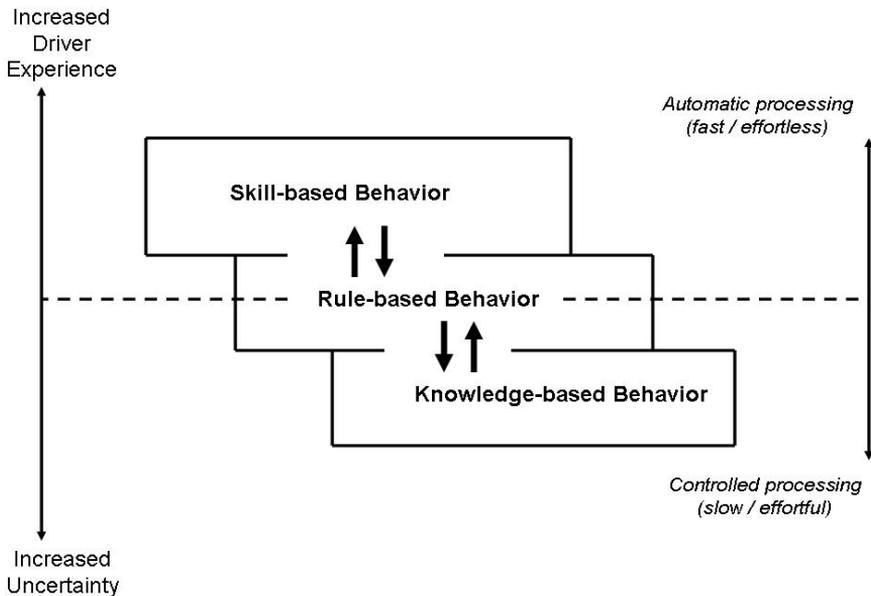 Increased
Driver
Experience
Automatic processing
(fast / effortless)
Skill-based Behavior
Rule-based Behavior
Knowledge-based Behavior
Controlled processing
(slow / effortful)
Increased
Uncertainty